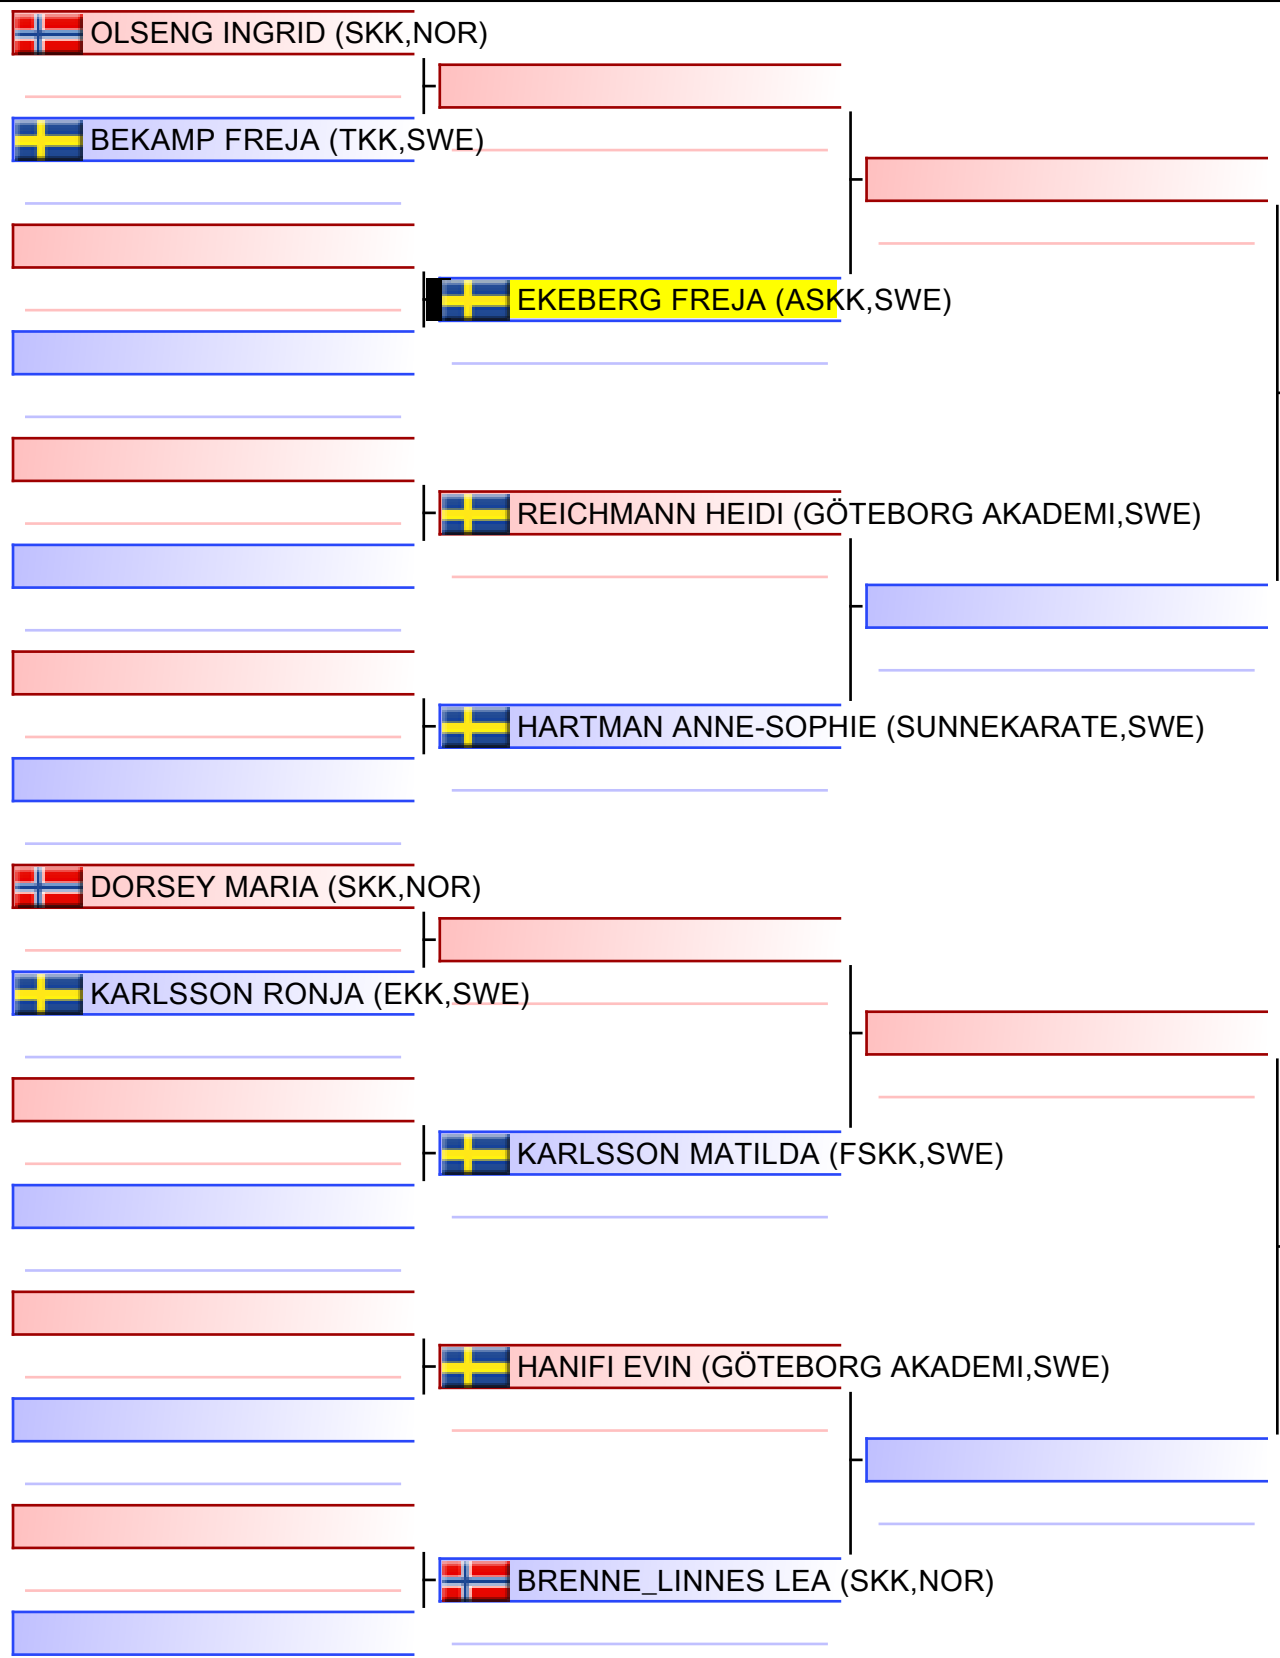 OLSENG INGRID (SKK,NOR)
BEKAMP FREJA (TKK,SWE)
EKEBERG FREJA (ASKK,SWE)
REICHMANN HEIDI (GÖTEBORG AKADEMI,SWE)
HARTMAN ANNE-SOPHIE (SUNNEKARATE,SWE)
DORSEY MARIA (SKK,NOR)
KARLSSON RONJA (EKK,SWE)
KARLSSON MATILDA (FSKK,SWE)
HANIFI EVIN (GÖTEBORG AKADEMI,SWE)
BRENNE_LINNES LEA (SKK,NOR)